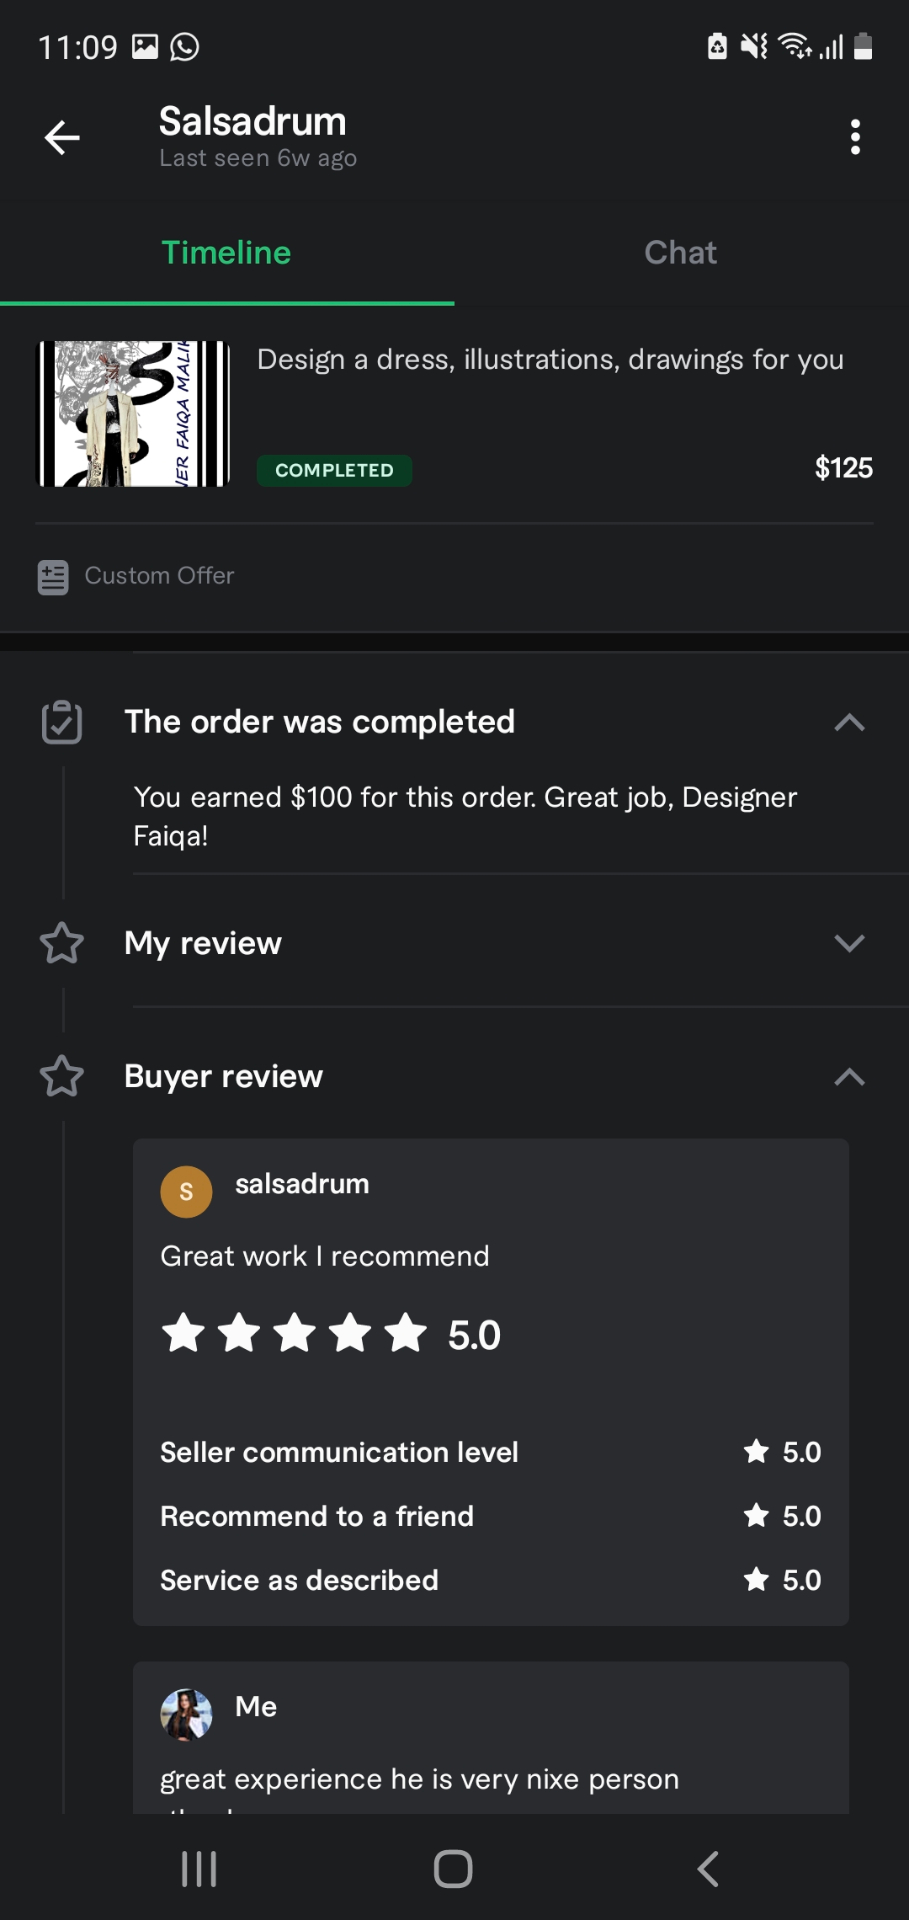 11:09
Salsadrum
Last seen 6w ago
Timeline
Chat
NER FAIQA MALIK
Design a dress, illustrations, drawings for you
COMPLETED
$125
Custom Offer
The order was completed
You earned $100 for this order. Great job, Designer
Faiqa!
My review
Buyer review
S
salsadrum
Great work I recommend
5.0
Seller communication level
5.0
Recommend to a friend
5.0
Service as described
5.0
Me
great experience he is very nixe person